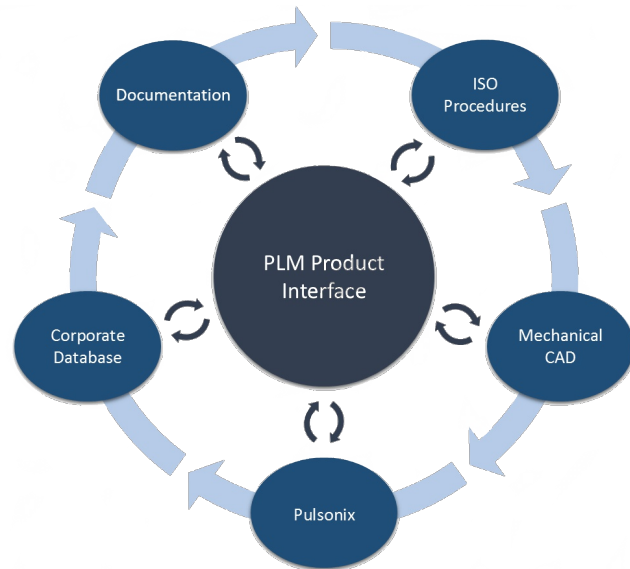 Documentation
ISO
Procedures
PLM Product
Interface
Corporate
Database
Mechanical
CAD
Pulsonix